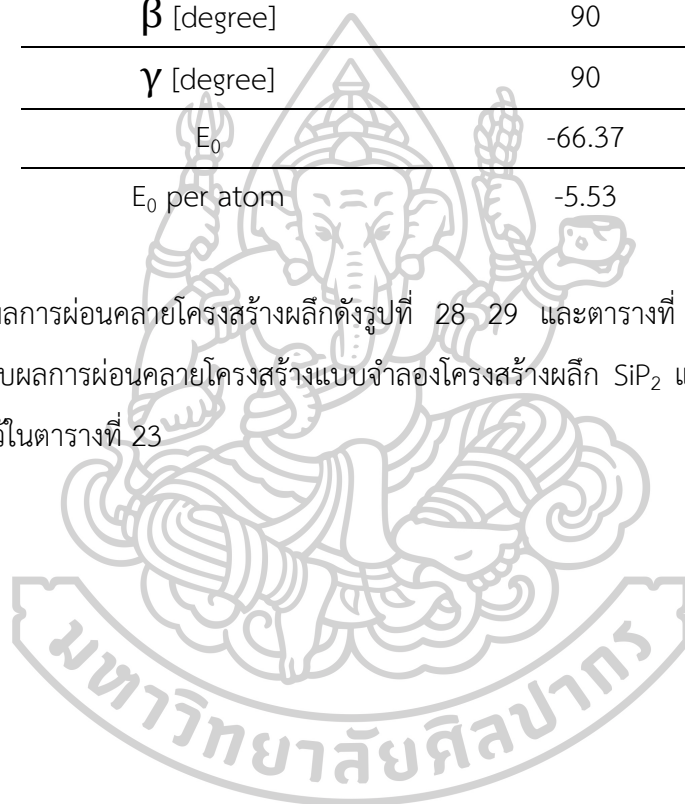 β [degree] 90
γ [degree] 90
E₀ -66.37
E₀ per atom -5.53
ผลการผ่อนคลายโครงสร้างผลึกดังรูปที่ 28 29 และตารางที่
ผลการผ่อนคลายโครงสร้างแบบจำลองโครงสร้างผลึก SiP₂
ในตารางที่ 23
มหาวิทยาลัยศิลปากร